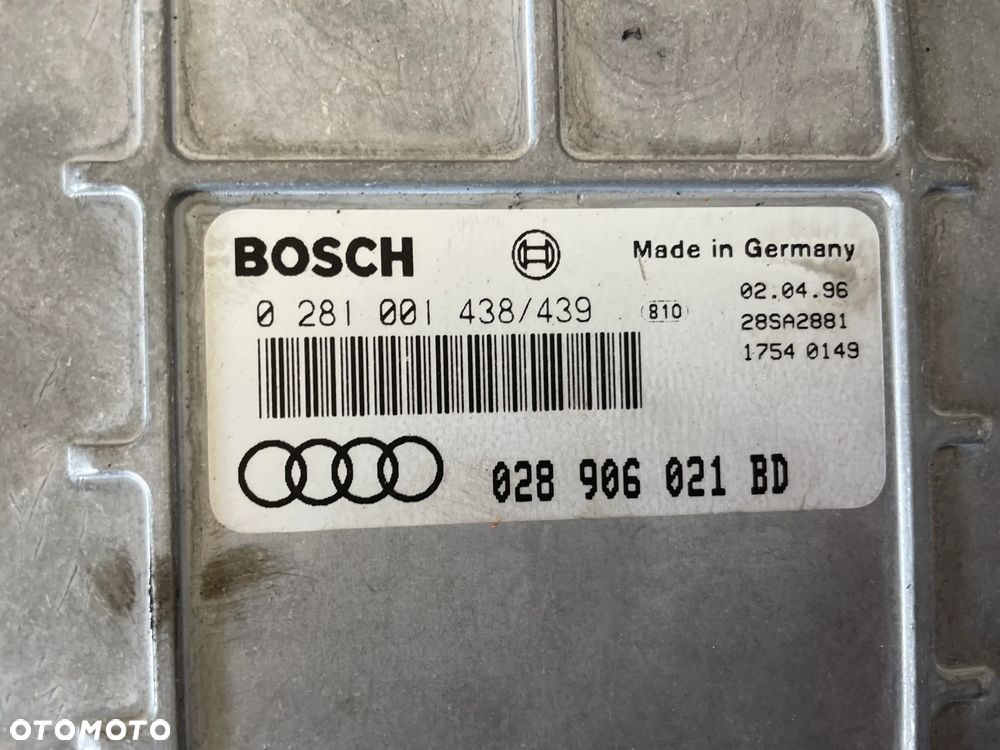 BOSCH
Made in Germany
0 281 001 438/439
810
02.04.96
28SA2881
1754 0149
028 906 021 BD
OTOMOTO